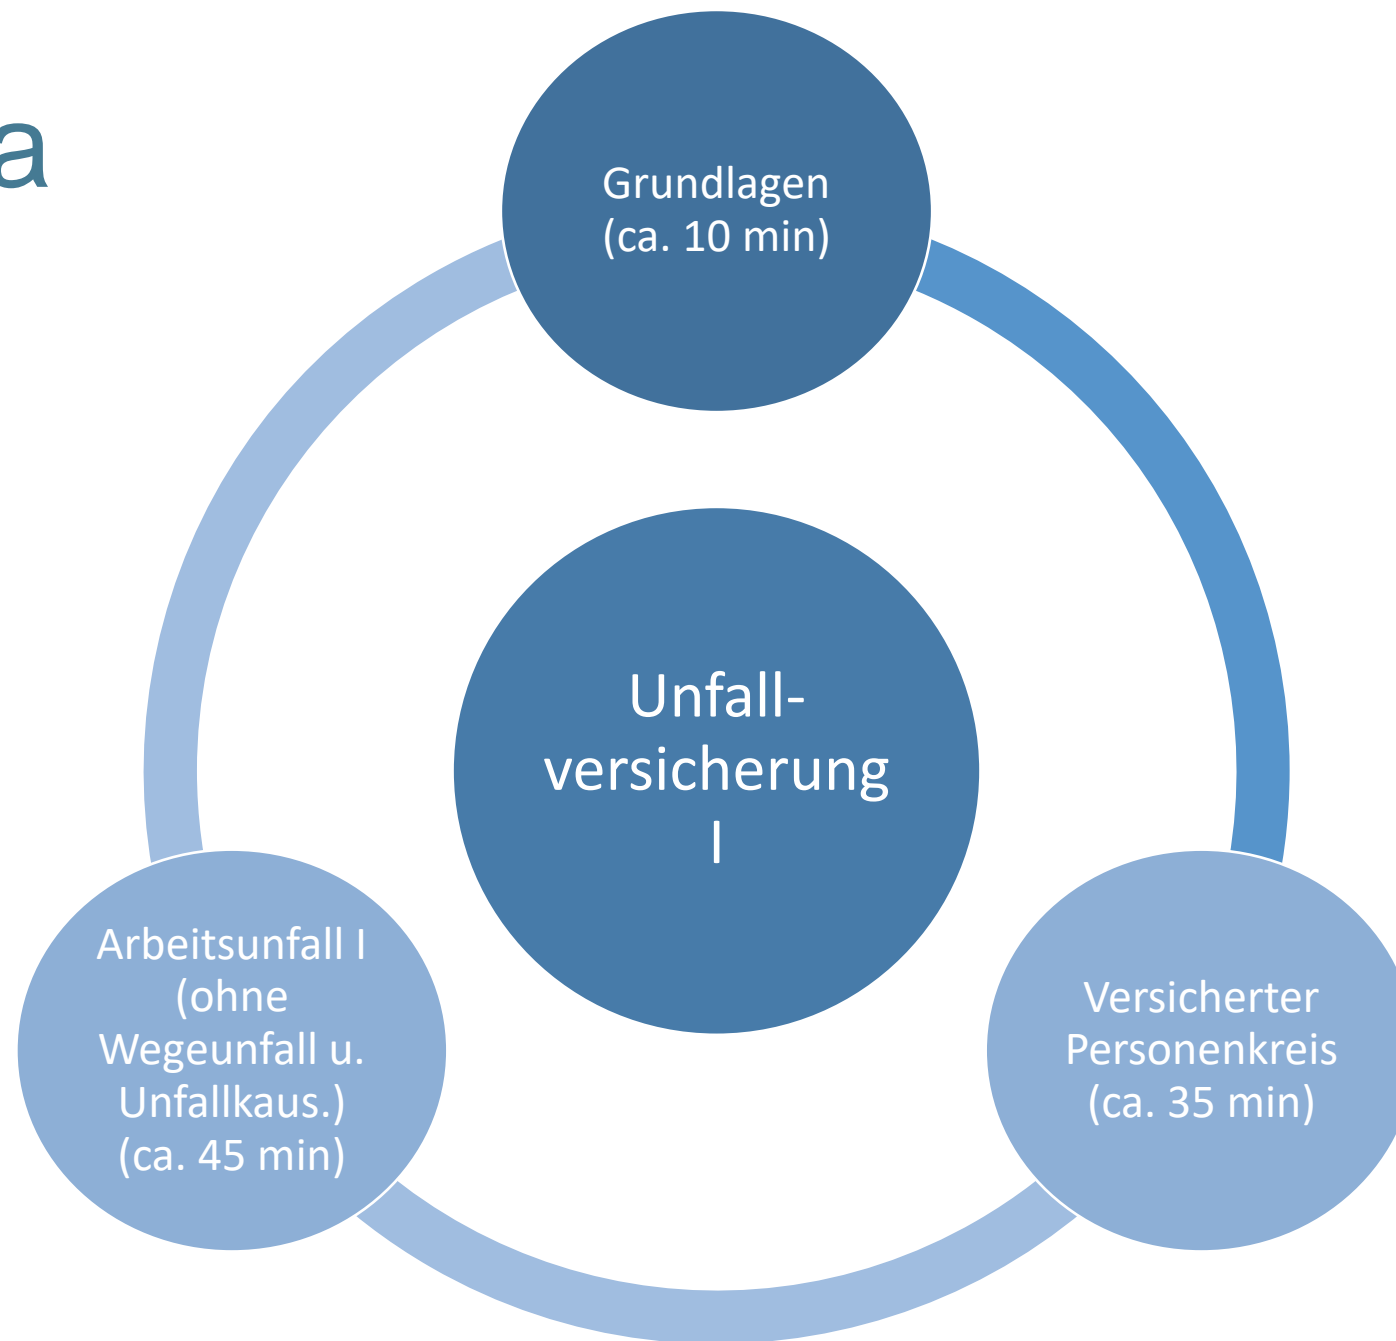 a
Grundlagen
(ca. 10 min)
Unfall-
versicherung
I
Arbeitsunfall I
(ohne
Wegeunfall u.
Unfallkaus.)
(ca. 45 min)
Versicherter
Personenkreis
(ca. 35 min)